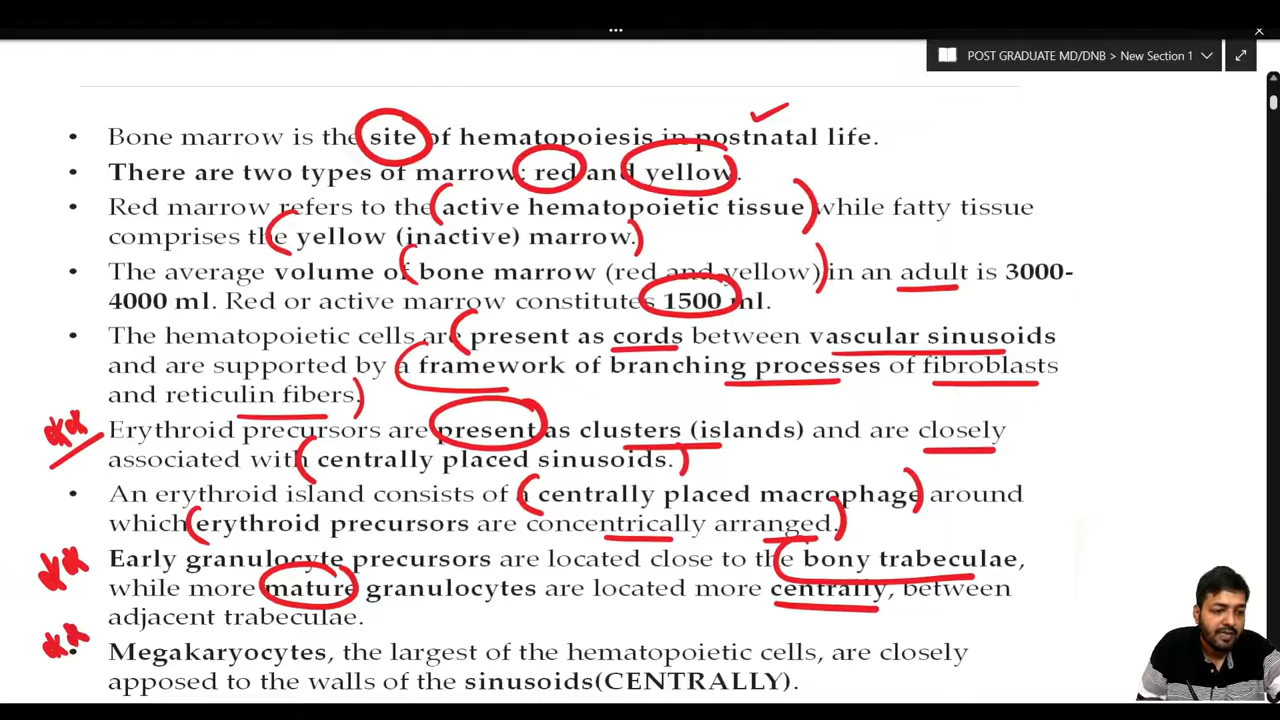 POST GRADUATE MD/DNB > New Section 1
• Bone marrow is the site of hematopoiesis in postnatal life.
• There are two types of marrow: red and yellow.
• Red marrow refers to the active hematopoietic tissue while fatty tissue
comprises the yellow (inactive) marrow.
• The average volume of bone marrow (red and yellow) in an adult is 3000-
4000 ml. Red or active marrow constitutes 1500 ml.
• The hematopoietic cells are present as cords between vascular sinusoids
and are supported by a framework of branching processes of fibroblasts
and reticulin fibers.
Erythroid precursors are present as clusters (islands) and are closely
associated with centrally placed sinusoids.
• An erythroid island consists of a centrally placed macrophage around
which erythroid precursors are concentrically arranged.
Early granulocyte precursors are located close to the bony trabeculae,
while more mature granulocytes are located more centrally, between
adjacent trabeculae.
• Megakaryocytes, the largest of the hematopoietic cells, are closely
apposed to the walls of the sinusoids(CENTRALLY).